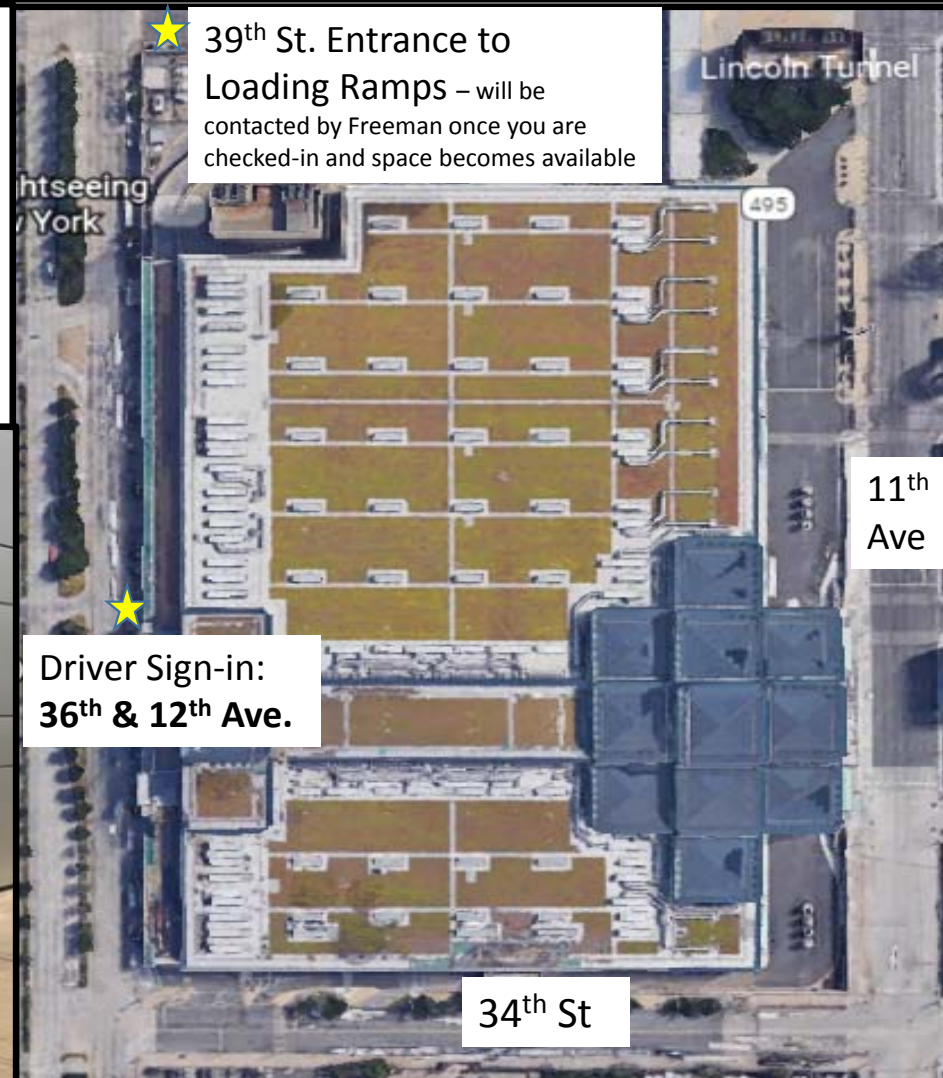 39th St. Entrance to
Loading Ramps – will be
contacted by Freeman once you are
checked-in and space becomes available
Lincoln Tunnel
htseeing
York
495
11th
Ave
Driver Sign-in:
36th & 12th Ave.
34th St